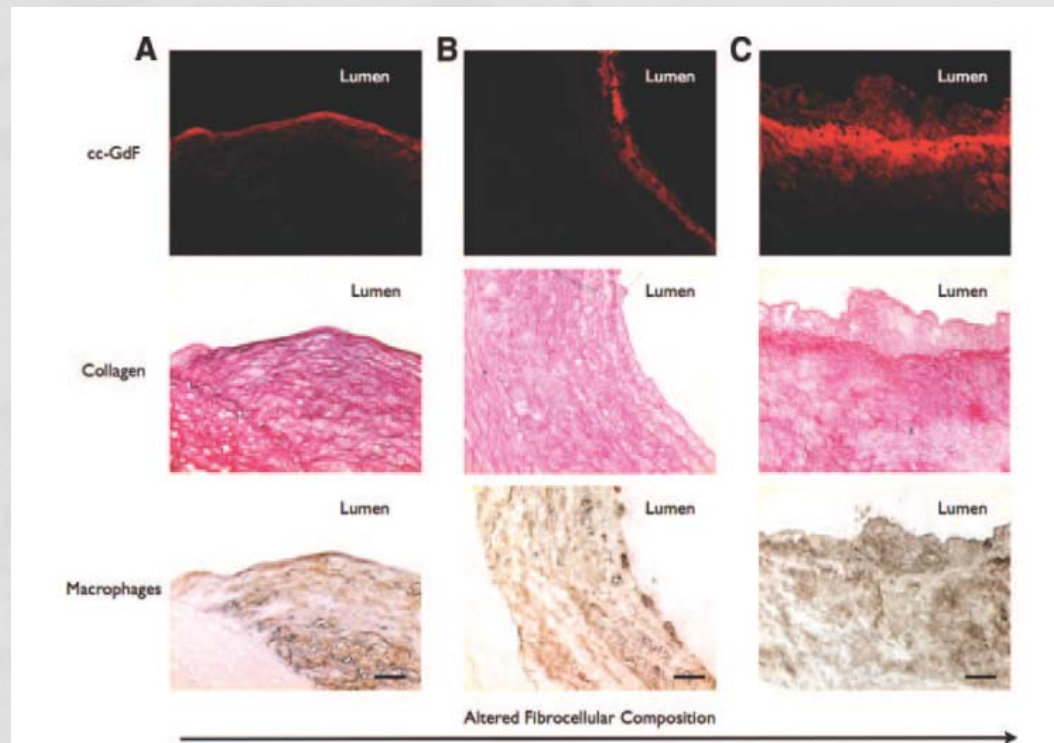 A B C
Lumen Lumen Lumen
cc-GdF
Lumen Lumen Lumen
Collagen
Lumen Lumen Lumen
Macrophages
Altered Fibrocellular Composition